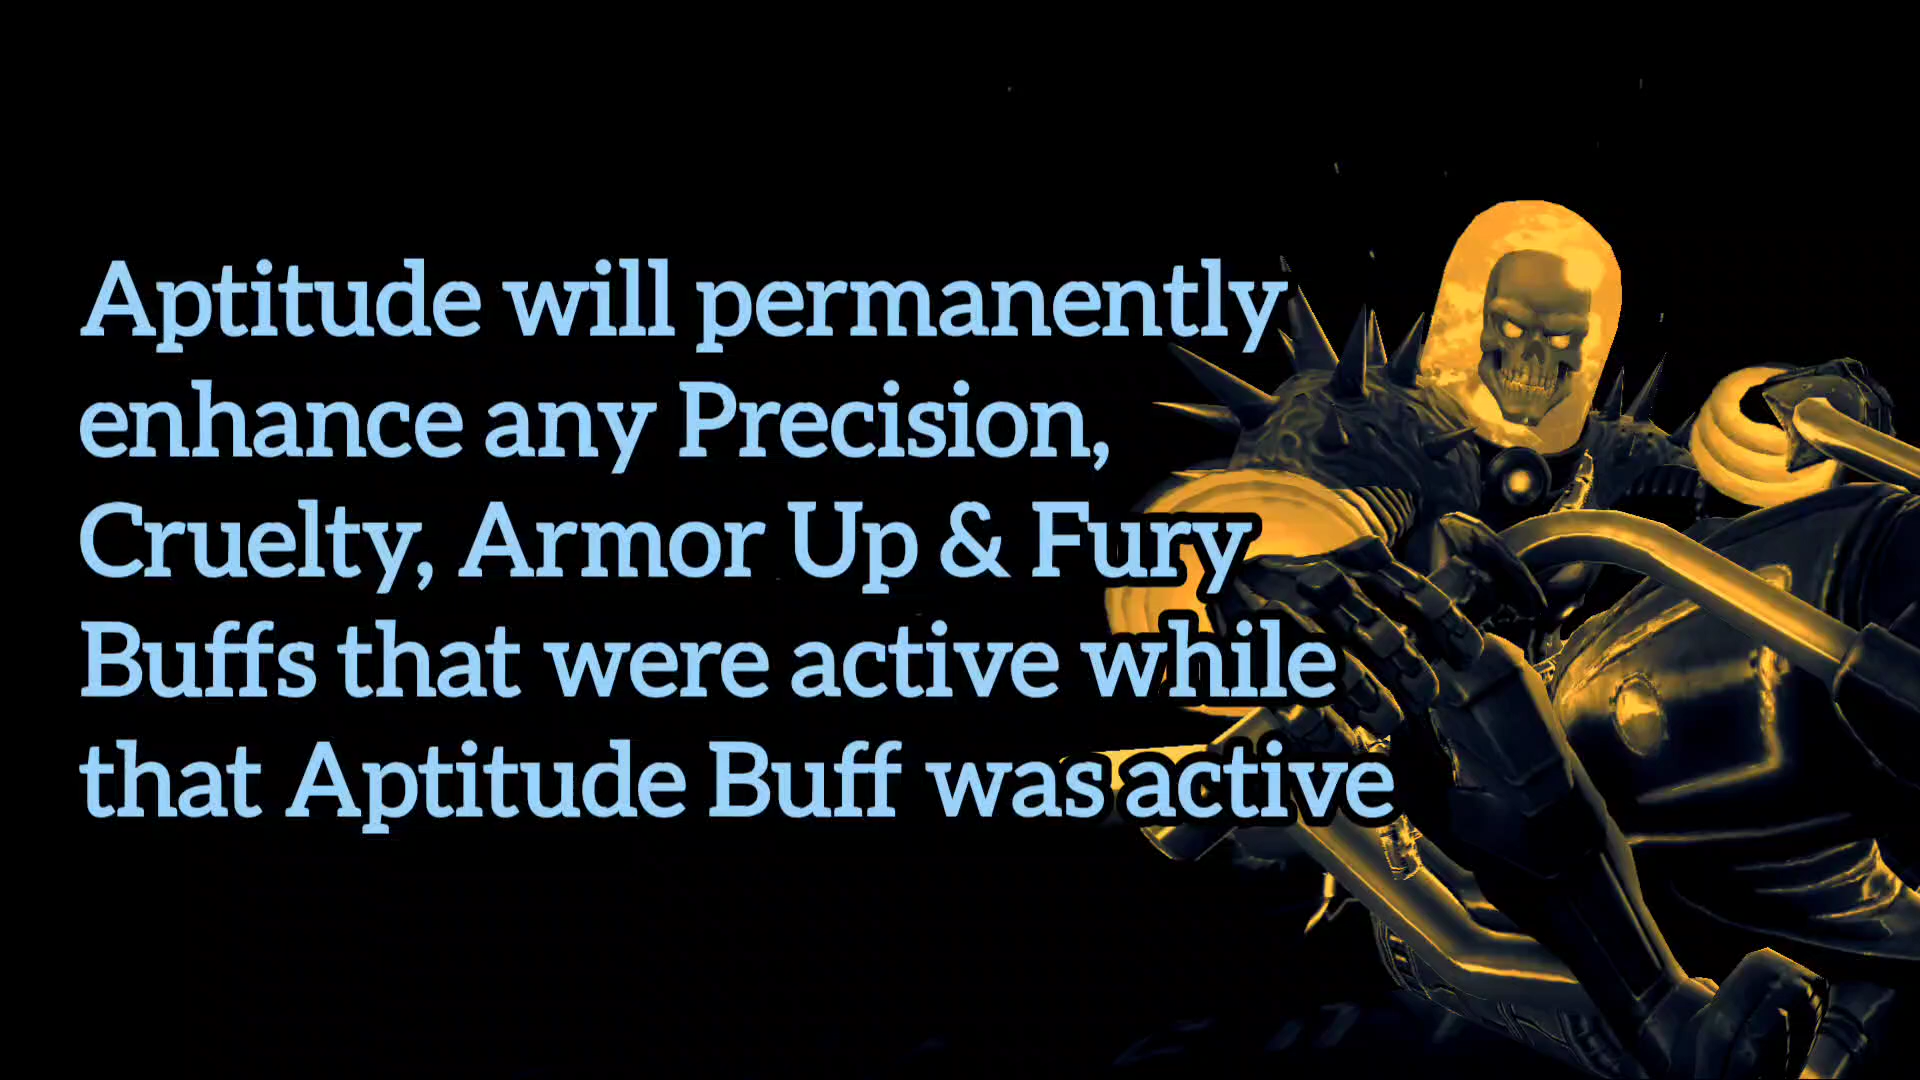 Aptitude will permanently
enhance any Precision,
Cruelty, Armor Up & Fury
Buffs that were active while
that Aptitude Buff was active